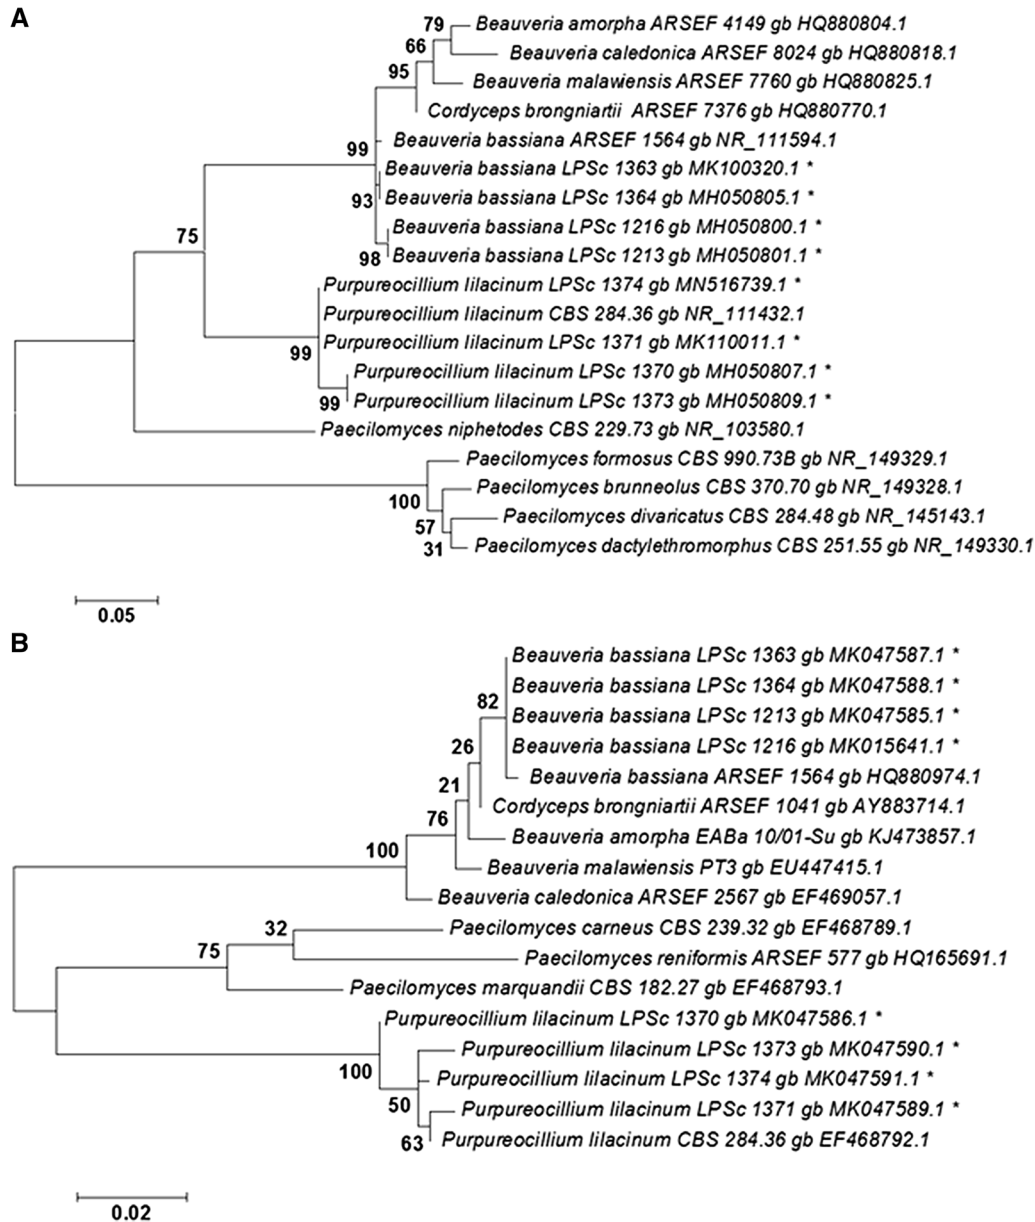 A
79
Beauveria amorpha ARSEF 4149 gb HQ880804.1
66
Beauveria caledonica ARSEF 8024 gb HQ880818.1
95
Beauveria malawiensis ARSEF 7760 gb HQ880825.1
Cordyceps brongniartii ARSEF 7376 gb HQ880770.1
99
Beauveria bassiana ARSEF 1564 gb NR_111594.1
Beauveria bassiana LPSc 1363 gb MK100320.1 *
93
Beauveria bassiana LPSc 1364 gb MH050805.1 *
Beauveria bassiana LPSc 1216 gb MH050800.1 *
98
Beauveria bassiana LPSc 1213 gb MH050801.1 *
75
Purpureocillium lilacinum LPSc 1374 gb MN516739.1 *
Purpureocillium lilacinum CBS 284.36 gb NR_111432.1
Purpureocillium lilacinum LPSc 1371 gb MK110011.1 *
99
Purpureocillium lilacinum LPSc 1370 gb MH050807.1 *
99
Purpureocillium lilacinum LPSc 1373 gb MH050809.1 *
Paecilomyces niphetodes CBS 229.73 gb NR_103580.1
Paecilomyces formosus CBS 990.73B gb NR_149329.1
100
Paecilomyces brunneolus CBS 370.70 gb NR_149328.1
57
Paecilomyces divaricatus CBS 284.48 gb NR_145143.1
31
Paecilomyces dactylethromorphus CBS 251.55 gb NR_149330.1
0.05
B
Beauveria bassiana LPSc 1363 gb MK047587.1 *
Beauveria bassiana LPSc 1364 gb MK047588.1 *
82
Beauveria bassiana LPSc 1213 gb MK047585.1 *
26
Beauveria bassiana LPSc 1216 gb MK015641.1 *
Beauveria bassiana ARSEF 1564 gb HQ880974.1
21
Cordyceps brongniartii ARSEF 1041 gb AY883714.1
76
Beauveria amorpha EABa 10/01-Su gb KJ473857.1
100
Beauveria malawiensis PT3 gb EU447415.1
Beauveria caledonica ARSEF 2567 gb EF469057.1
32
Paecilomyces carneus CBS 239.32 gb EF468789.1
75
Paecilomyces reniformis ARSEF 577 gb HQ165691.1
Paecilomyces marquandii CBS 182.27 gb EF468793.1
Purpureocillium lilacinum LPSc 1370 gb MK047586.1 *
100
Purpureocillium lilacinum LPSc 1373 gb MK047590.1 *
Purpureocillium lilacinum LPSc 1374 gb MK047591.1 *
50
Purpureocillium lilacinum LPSc 1371 gb MK047589.1 *
63
Purpureocillium lilacinum CBS 284.36 gb EF468792.1
0.02